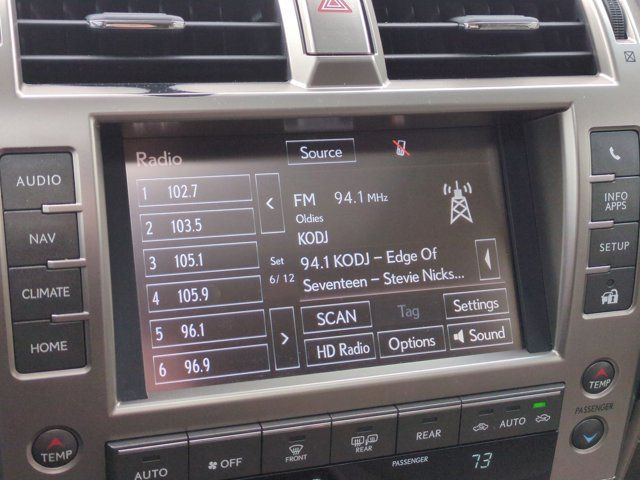 Radio
Source
1 102.7
2 103.5
3 105.1
4 105.9
5 96.1
6 96.9
Set
6/12
FM 94.1 MHz
Oldies
KODJ
94.1 KODJ - Edge Of
Seventeen - Stevie Nicks...
SCAN
Tag
Settings
HD Radio
Options
Sound
AUDIO
NAV
CLIMATE
HOME
INFO
APPS
SETUP
TEMP
AUTO
OFF
FRONT
REAR
REAR
AUTO
PASSENGER
TEMP
PASSENGER
73